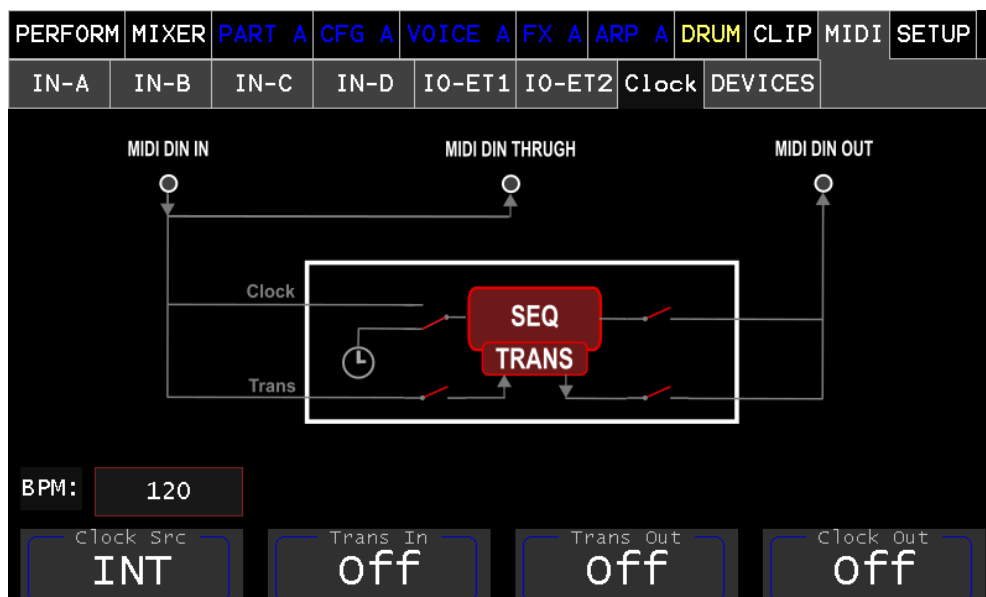 PERFORM MIXER PART A CFG A VOICE A FX A ARP A DRUM CLIP MIDI SETUP
IN-A IN-B IN-C IN-D IO-ET1 IO-ET2 Clock DEVICES
MIDI DIN IN MIDI DIN THRUGH MIDI DIN OUT
Clock
SEQ
TRANS
Trans
BPM: 120
Clock Src Trans In Trans Out Clock Out
INT Off Off Off